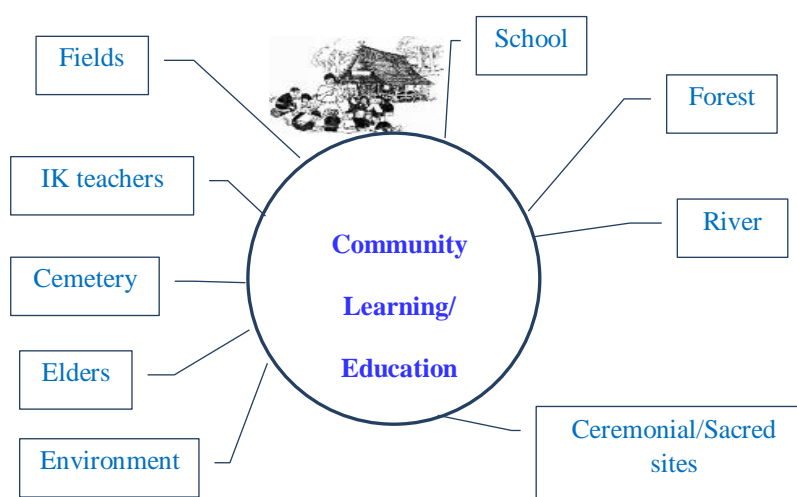 School
Fields
Forest
IK teachers
River
Community
Learning/
Education
Cemetery
Elders
Environment
Ceremonial/Sacred
sites